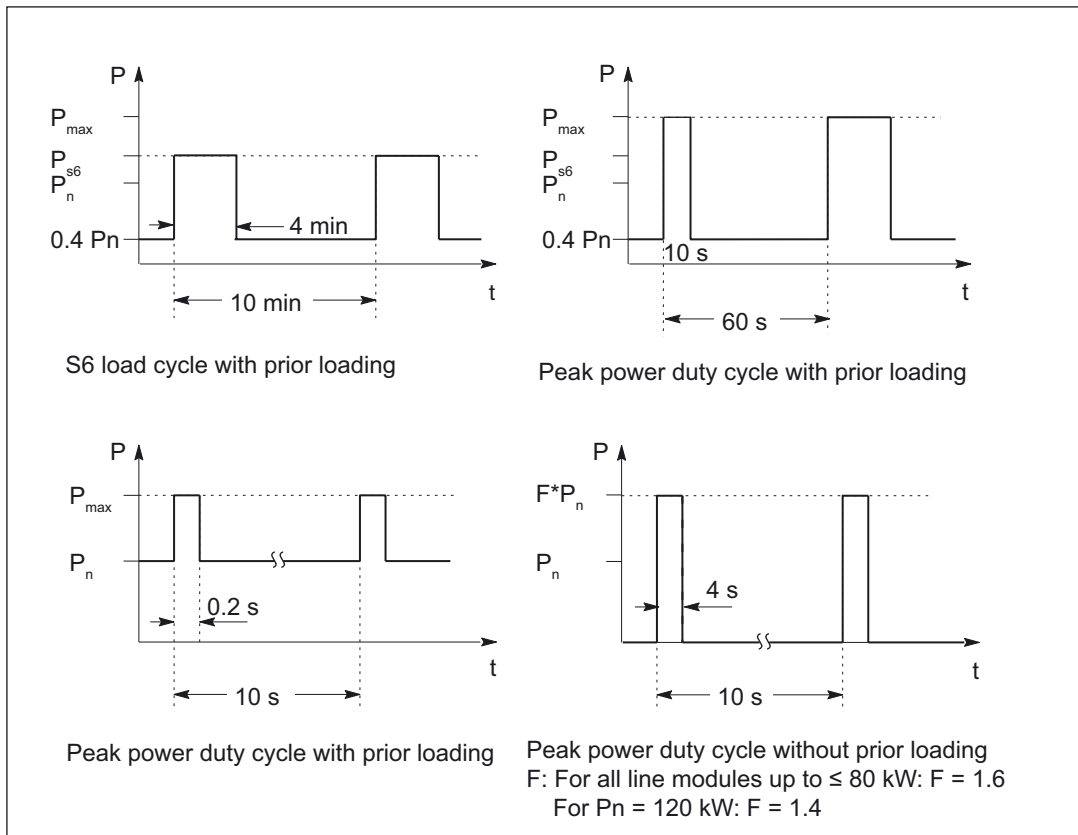 P
P_max
P_s6
P_n
0.4 Pn
4 min
10 min
t
S6 load cycle with prior loading
P
P_max
P_s6
P_n
0.4 Pn
10 s
60 s
t
Peak power duty cycle with prior loading
P
P_max
P_n
0.2 s
10 s
t
Peak power duty cycle with prior loading
P
F*P_n
P_n
4 s
10 s
t
Peak power duty cycle without prior loading
F: For all line modules up to ≤ 80 kW: F = 1.6
For Pn = 120 kW: F = 1.4